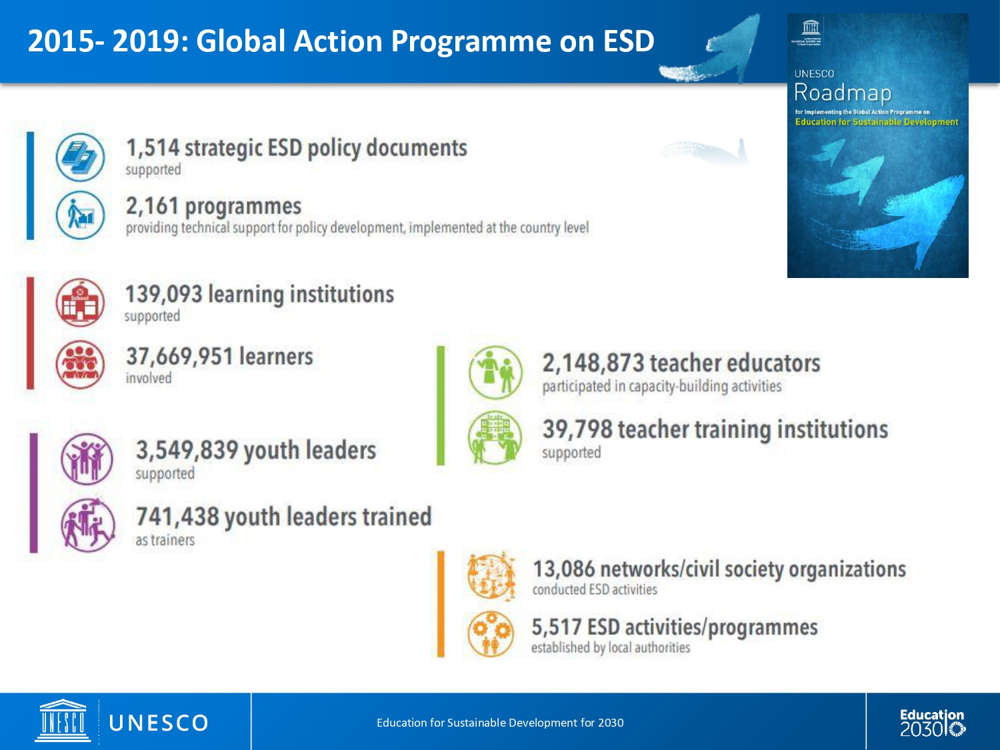 2015- 2019: Global Action Programme on ESD
UNESCO
Roadmap
for Implementing the Global Action Programme on
Education for Sustainable Development
1,514 strategic ESD policy documents
supported
2,161 programmes
providing technical support for policy development, implemented at the country level
139,093 learning institutions
supported
37,669,951 learners
involved
3,549,839 youth leaders
supported
741,438 youth leaders trained
as trainers
2,148,873 teacher educators
participated in capacity-building activities
39,798 teacher training institutions
supported
13,086 networks/civil society organizations
conducted ESD activities
5,517 ESD activities/programmes
established by local authorities
School
UNESCO
UNESCO
Education for Sustainable Development for 2030
Education
2030